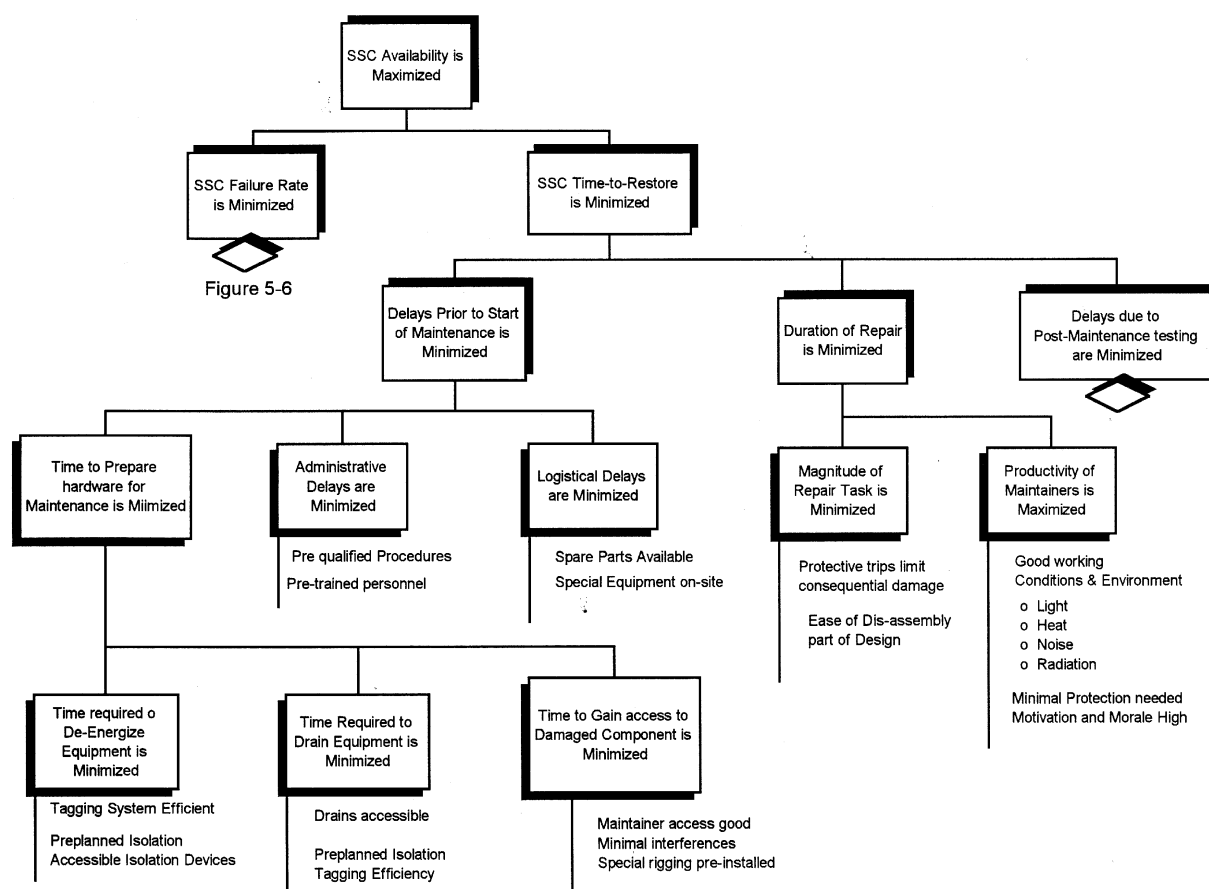 SSC Availability is
Maximized
SSC Failure Rate
is Minimized
SSC Time-to-Restore
is Minimized
Figure 5-6
Delays Prior to Start
of Maintenance is
Minimized
Duration of Repair
is Minimized
Delays due to
Post-Maintenance testing
are Minimized
Time to Prepare
hardware for
Maintenance is Miimized
Administrative
Delays are
Minimized
Logistical Delays
are Minimized
Magnitude of
Repair Task is
Minimized
Productivity of
Maintainers is
Maximized
Pre qualified Procedures
Pre-trained personnel
Spare Parts Available
Special Equipment on-site
Protective trips limit
consequential damage
Ease of Dis-assembly
part of Design
Good working
Conditions & Environment
o Light
o Heat
o Noise
o Radiation
Minimal Protection needed
Motivation and Morale High
Time required o
De-Energize
Equipment is
Minimized
Time Required to
Drain Equipment is
Minimized
Time to Gain access to
Damaged Component is
Minimized
Tagging System Efficient
Preplanned Isolation
Accessible Isolation Devices
Drains accessible
Preplanned Isolation
Tagging Efficiency
Maintainer access good
Minimal interferences
Special rigging pre-installed